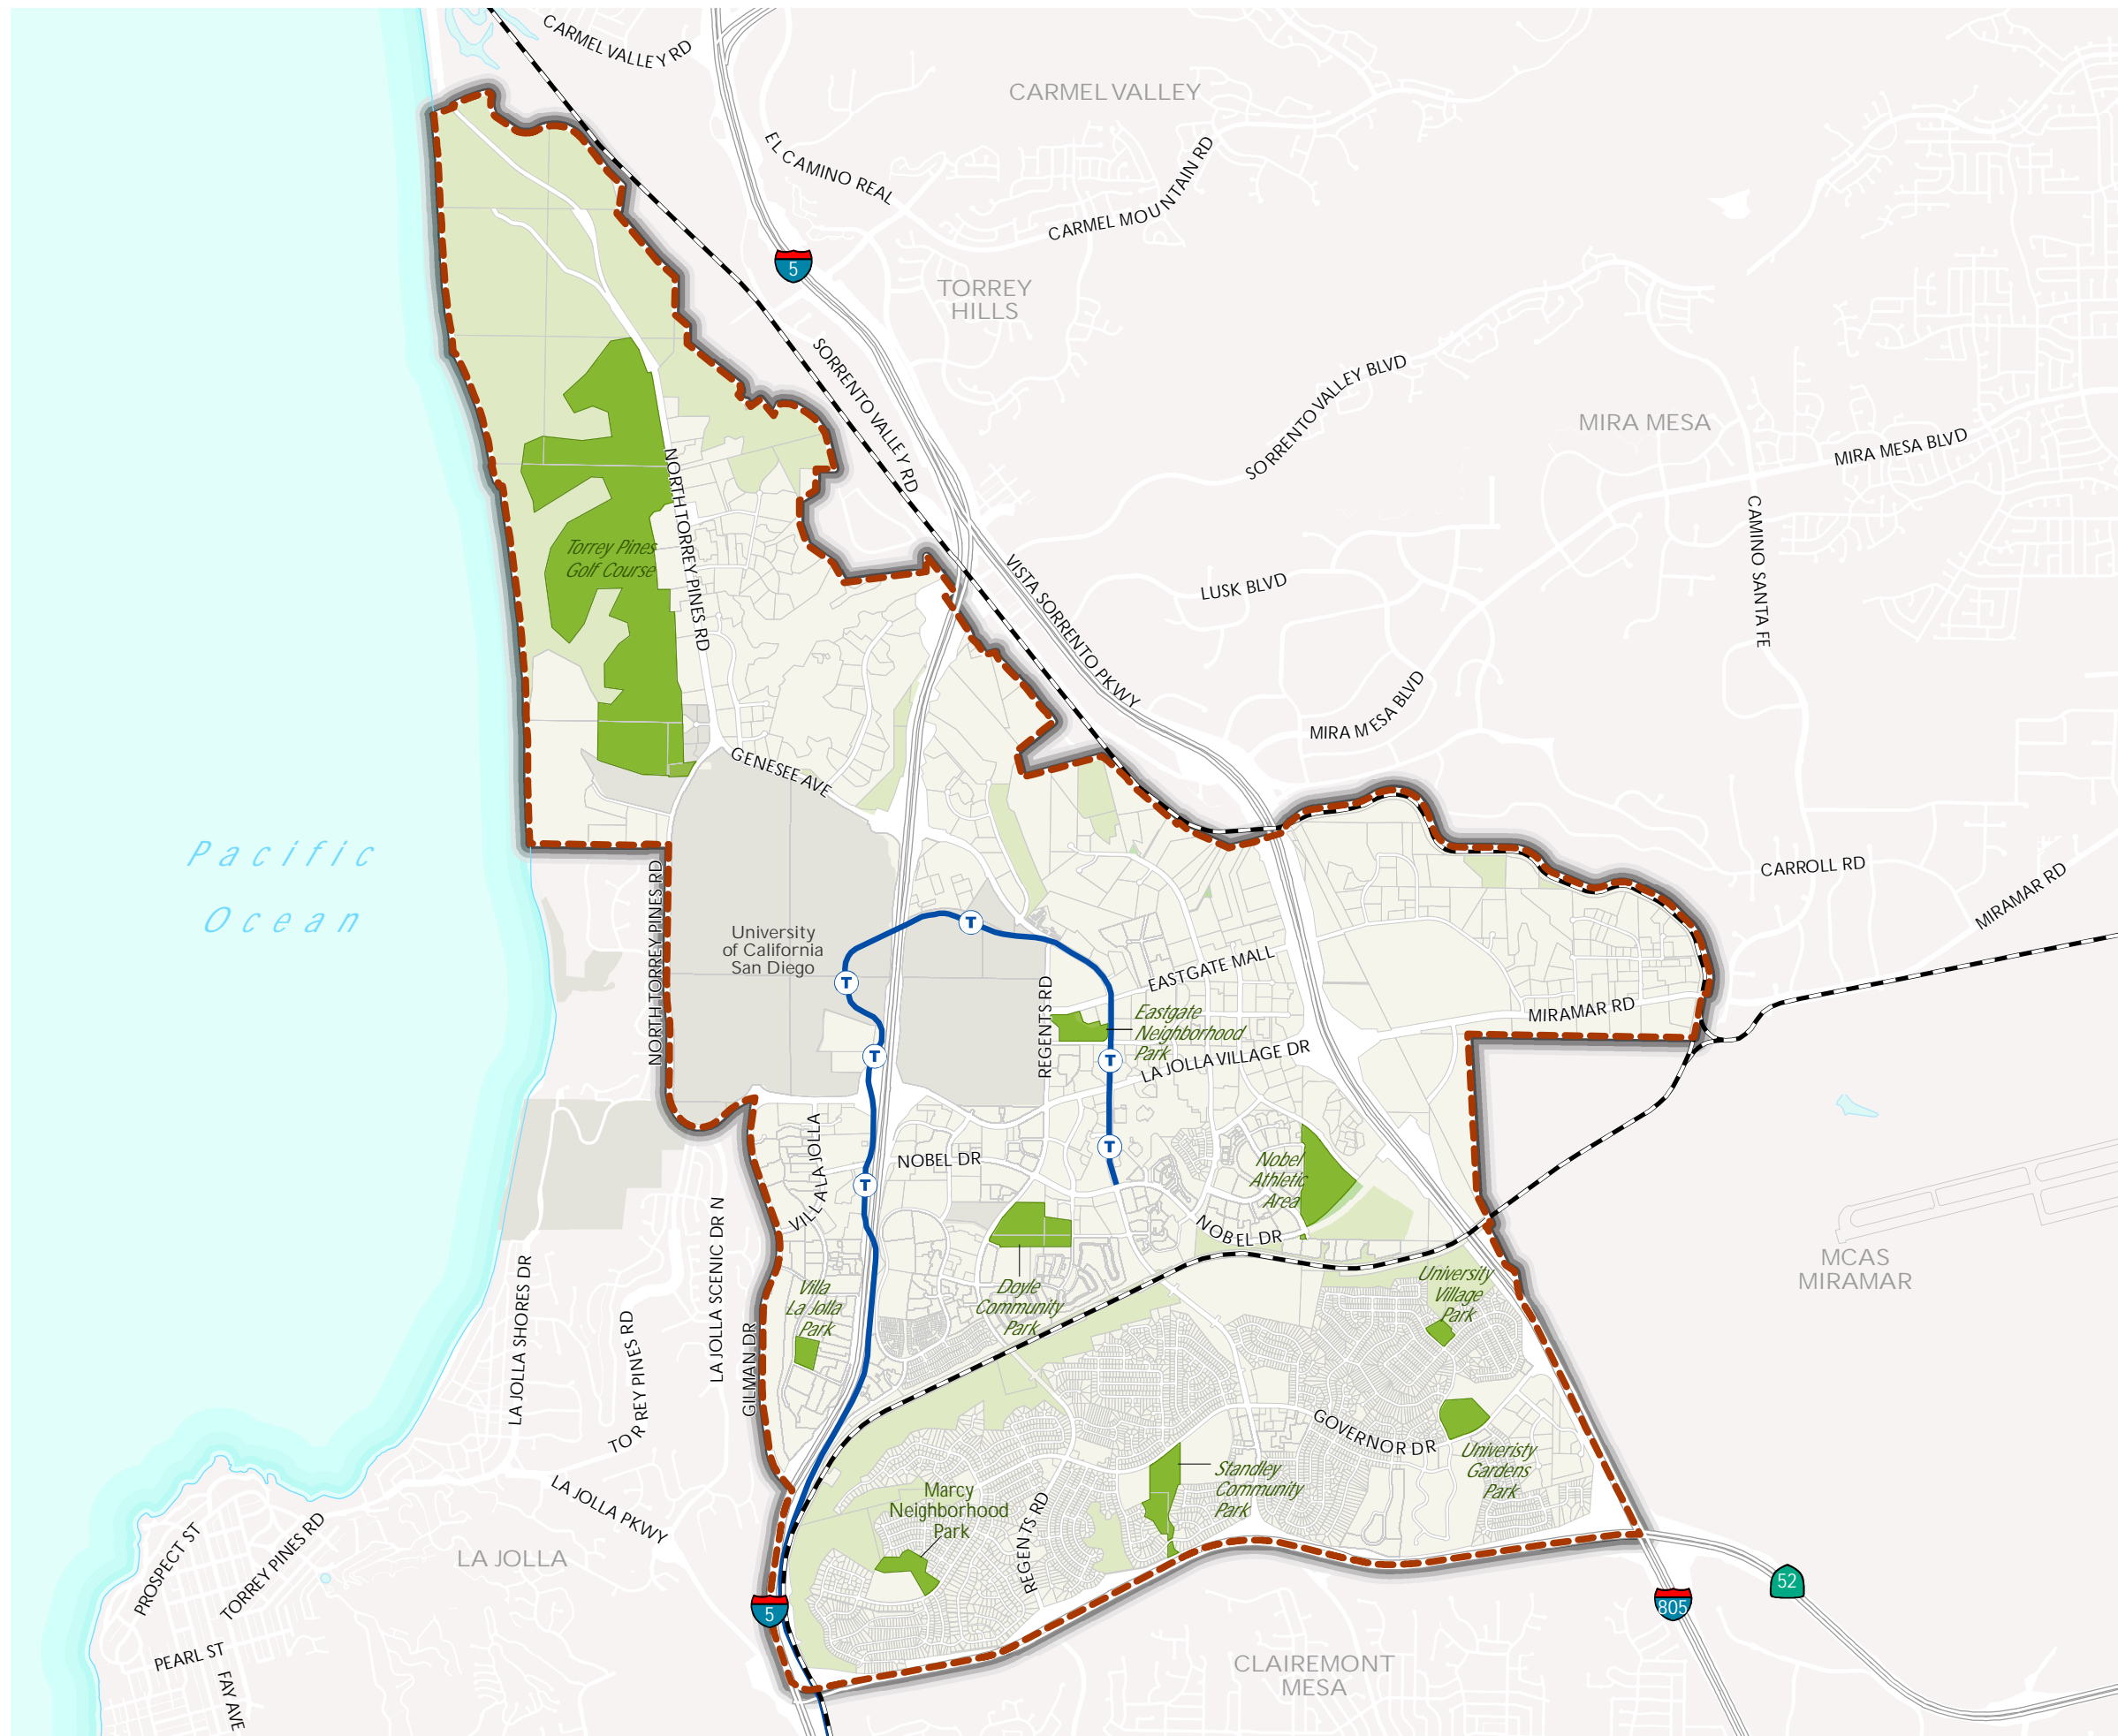 CARMEL VALLEY RD
CARMEL VALLEY
EL CAMINO REAL
CARMEL MOUNTAIN RD
5
TORREY
HILLS
SORRENTO VALLEY RD
SORRENTO VALLEY BLVD
MIRA MESA
MIRA MESA BLVD
NORTH TORREY PINES RD
CAMINO SANTA FE
Torrey Pines
Golf Course
VISTA SORRENTO PKWY
LUSK BLVD
MIRA MESA BLVD
GENESEE AVE
Pacific
Ocean
CARROLL RD
MIRAMAR RD
NORTH TORREY PINES RD
University
of California
San Diego
T
T
T
T
T
T
EASTGATE MALL
REGENTS RD
Eastgate
Neighborhood
Park
MIRAMAR RD
LA JOLLA VILLAGE DR
VILLA LA JOLLA
NOBEL DR
Nobel
Athletic
Area
NOBEL DR
LA JOLLA SCENIC DR N
LA JOLLA SHORES DR
MCAS
MIRAMAR
Villa
La Jolla
Park
Doyle
Community
Park
University
Village
Park
TORREY PINES RD
GILMAN DR
GOVERNOR DR
Univeristy
Gardens
Park
Standley
Community
Park
Marcy
Neighborhood
Park
REGENTS RD
LA JOLLA PKWY
LA JOLLA
PROSPECT ST
TORREY PINES RD
5
805
52
PEARL ST
FAY AVE
CLAIREMONT
MESA